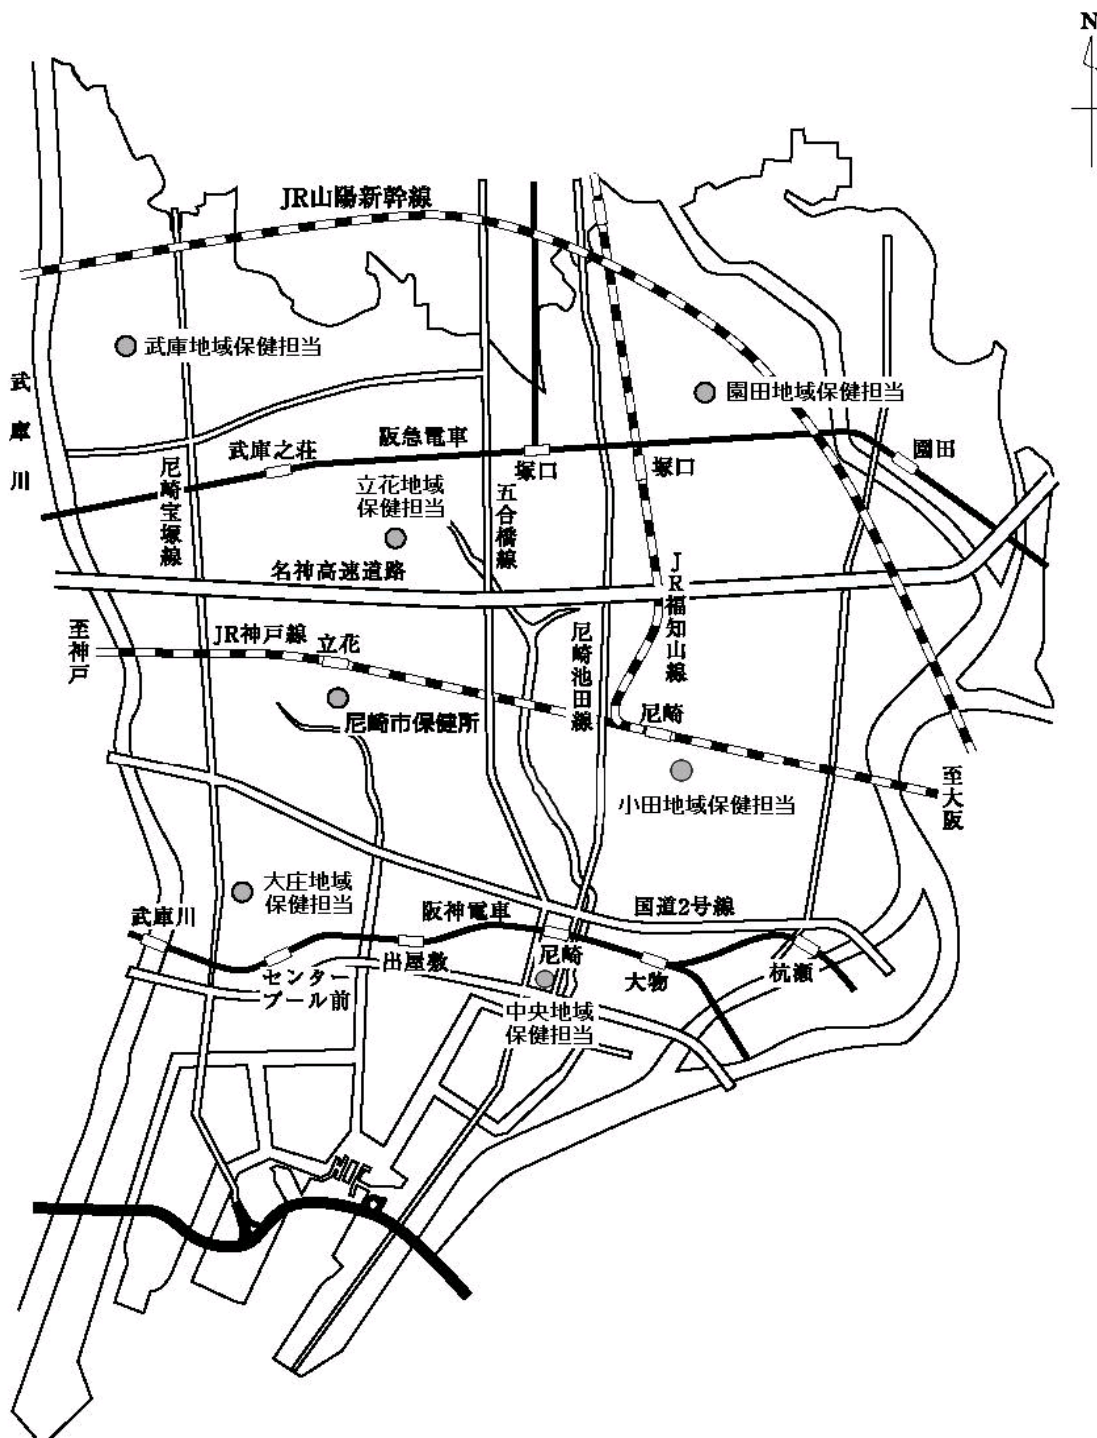 N
JR山陽新幹線
武庫地域保健担当
武庫川
園田地域保健担当
阪急電車
武庫之荘
園田
塚口
塚口
尼崎宝塚線
立花地域
保健担当
五合橋線
名神高速道路
JR福知山線
至神戸
JR神戸線
立花
尼崎池田線
尼崎市保健所
尼崎
至大阪
小田地域保健担当
大庄地域
保健担当
武庫川
阪神電車
国道2号線
出屋敷
尼崎
大物
杭瀬
センター
プール前
中央地域
保健担当